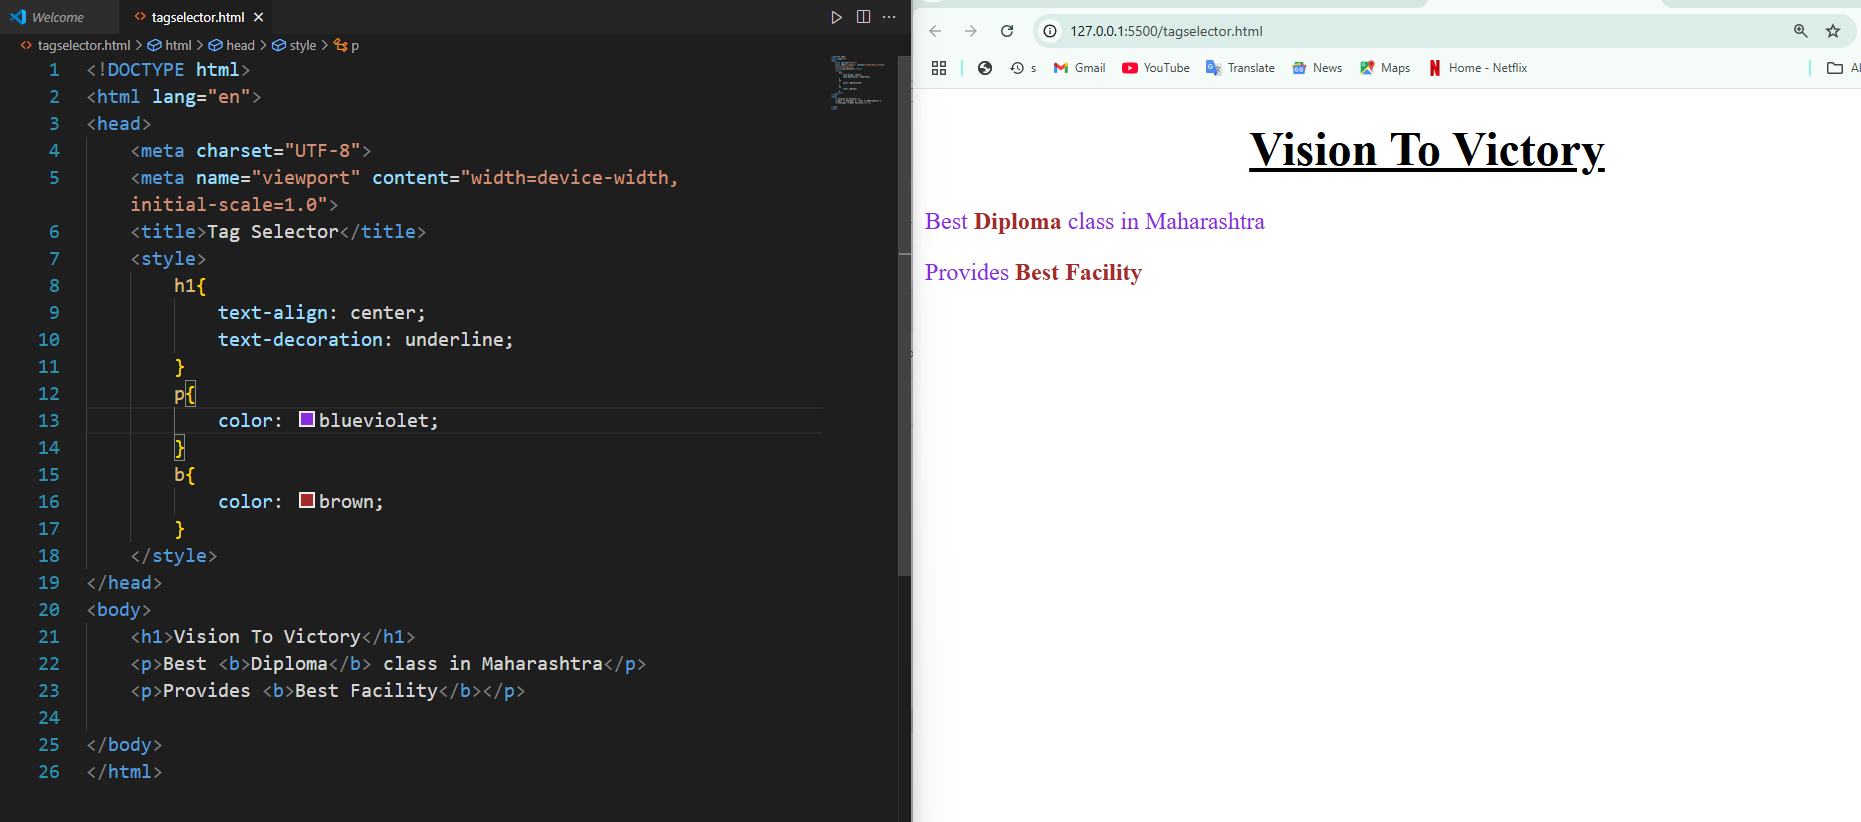 Welcome
tagselector.html
tagselector.html > html > head > style > p
1 <!DOCTYPE html>
2 <html lang="en">
3 <head>
4 <meta charset="UTF-8">
5 <meta name="viewport" content="width=device-width,
initial-scale=1.0">
6 <title>Tag Selector</title>
7 <style>
8 h1{
9 text-align: center;
10 text-decoration: underline;
11 }
12 p{
13 color: blueviolet;
14 }
15 b{
16 color: brown;
17 }
18 </style>
19 </head>
20 <body>
21 <h1>Vision To Victory</h1>
22 <p>Best <b>Diploma</b> class in Maharashtra</p>
23 <p>Provides <b>Best Facility</b></p>
24
25 </body>
26 </html>
127.0.0.1:5500/tagselector.html
s Gmail YouTube Translate News Maps Home - Netflix
Vision To Victory
Best Diploma class in Maharashtra
Provides Best Facility